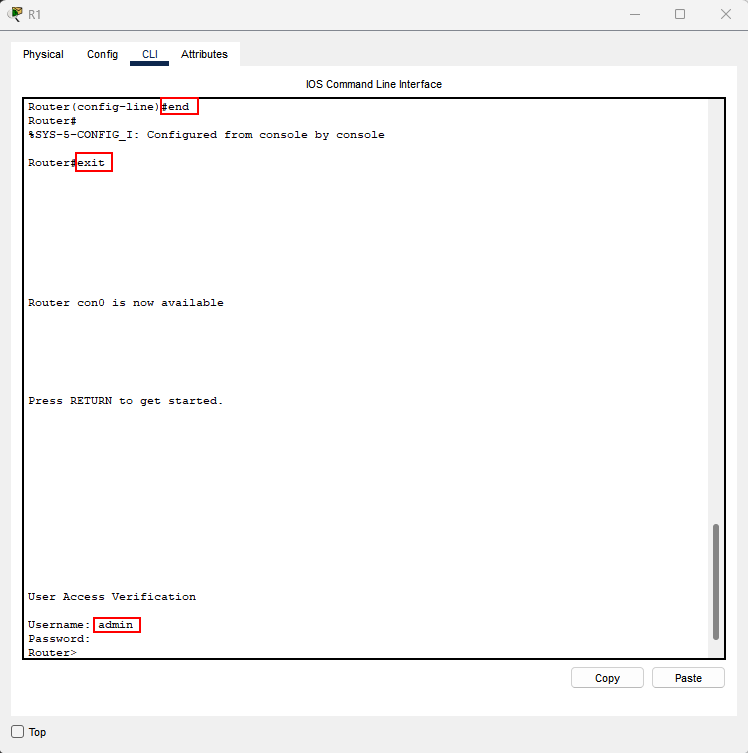 R1
Physical Config CLI Attributes
IOS Command Line Interface
Router(config-line)#end
Router#
%SYS-5-CONFIG_I: Configured from console by console
Router#exit
Router con0 is now available
Press RETURN to get started.
User Access Verification
Username: admin
Password:
Router>
Copy Paste
Top